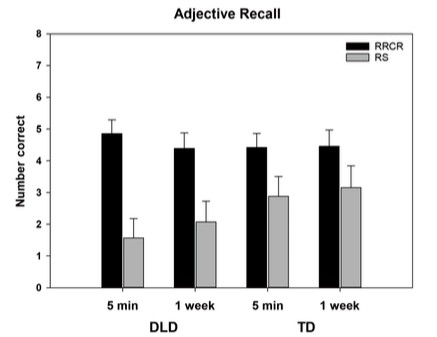 Adjective Recall
RRCR
RS
Number correct
8
7
6
5
4
3
2
1
0
5 min 1 week 5 min 1 week
DLD TD